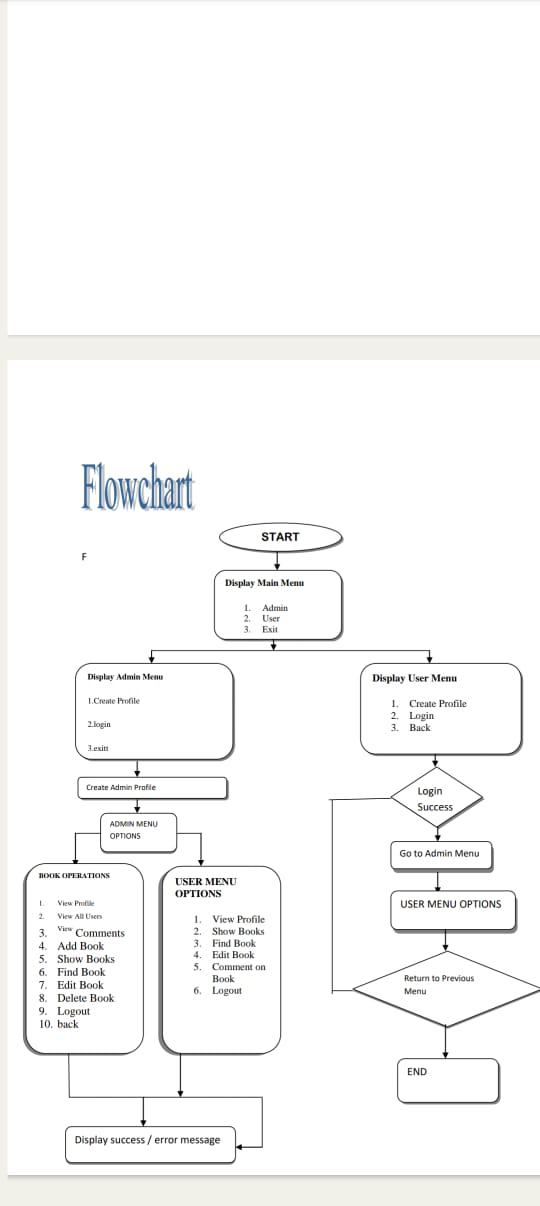 Flowchart
START
F
Display Main Menu
1. Admin
2. User
3. Exit
Display Admin Menu
1.Create Profile
2.login
3.exitt
Display User Menu
1. Create Profile
2. Login
3. Back
Create Admin Profile
Login
Success
ADMIN MENU
OPTIONS
Go to Admin Menu
BOOK OPERATIONS
1. View Profile
2. View All Users
3. View Comments
4. Add Book
5. Show Books
6. Find Book
7. Edit Book
8. Delete Book
9. Logout
10. back
USER MENU
OPTIONS
1. View Profile
2. Show Books
3. Find Book
4. Edit Book
5. Comment on
Book
6. Logout
USER MENU OPTIONS
Return to Previous
Menu
END
Display success / error message